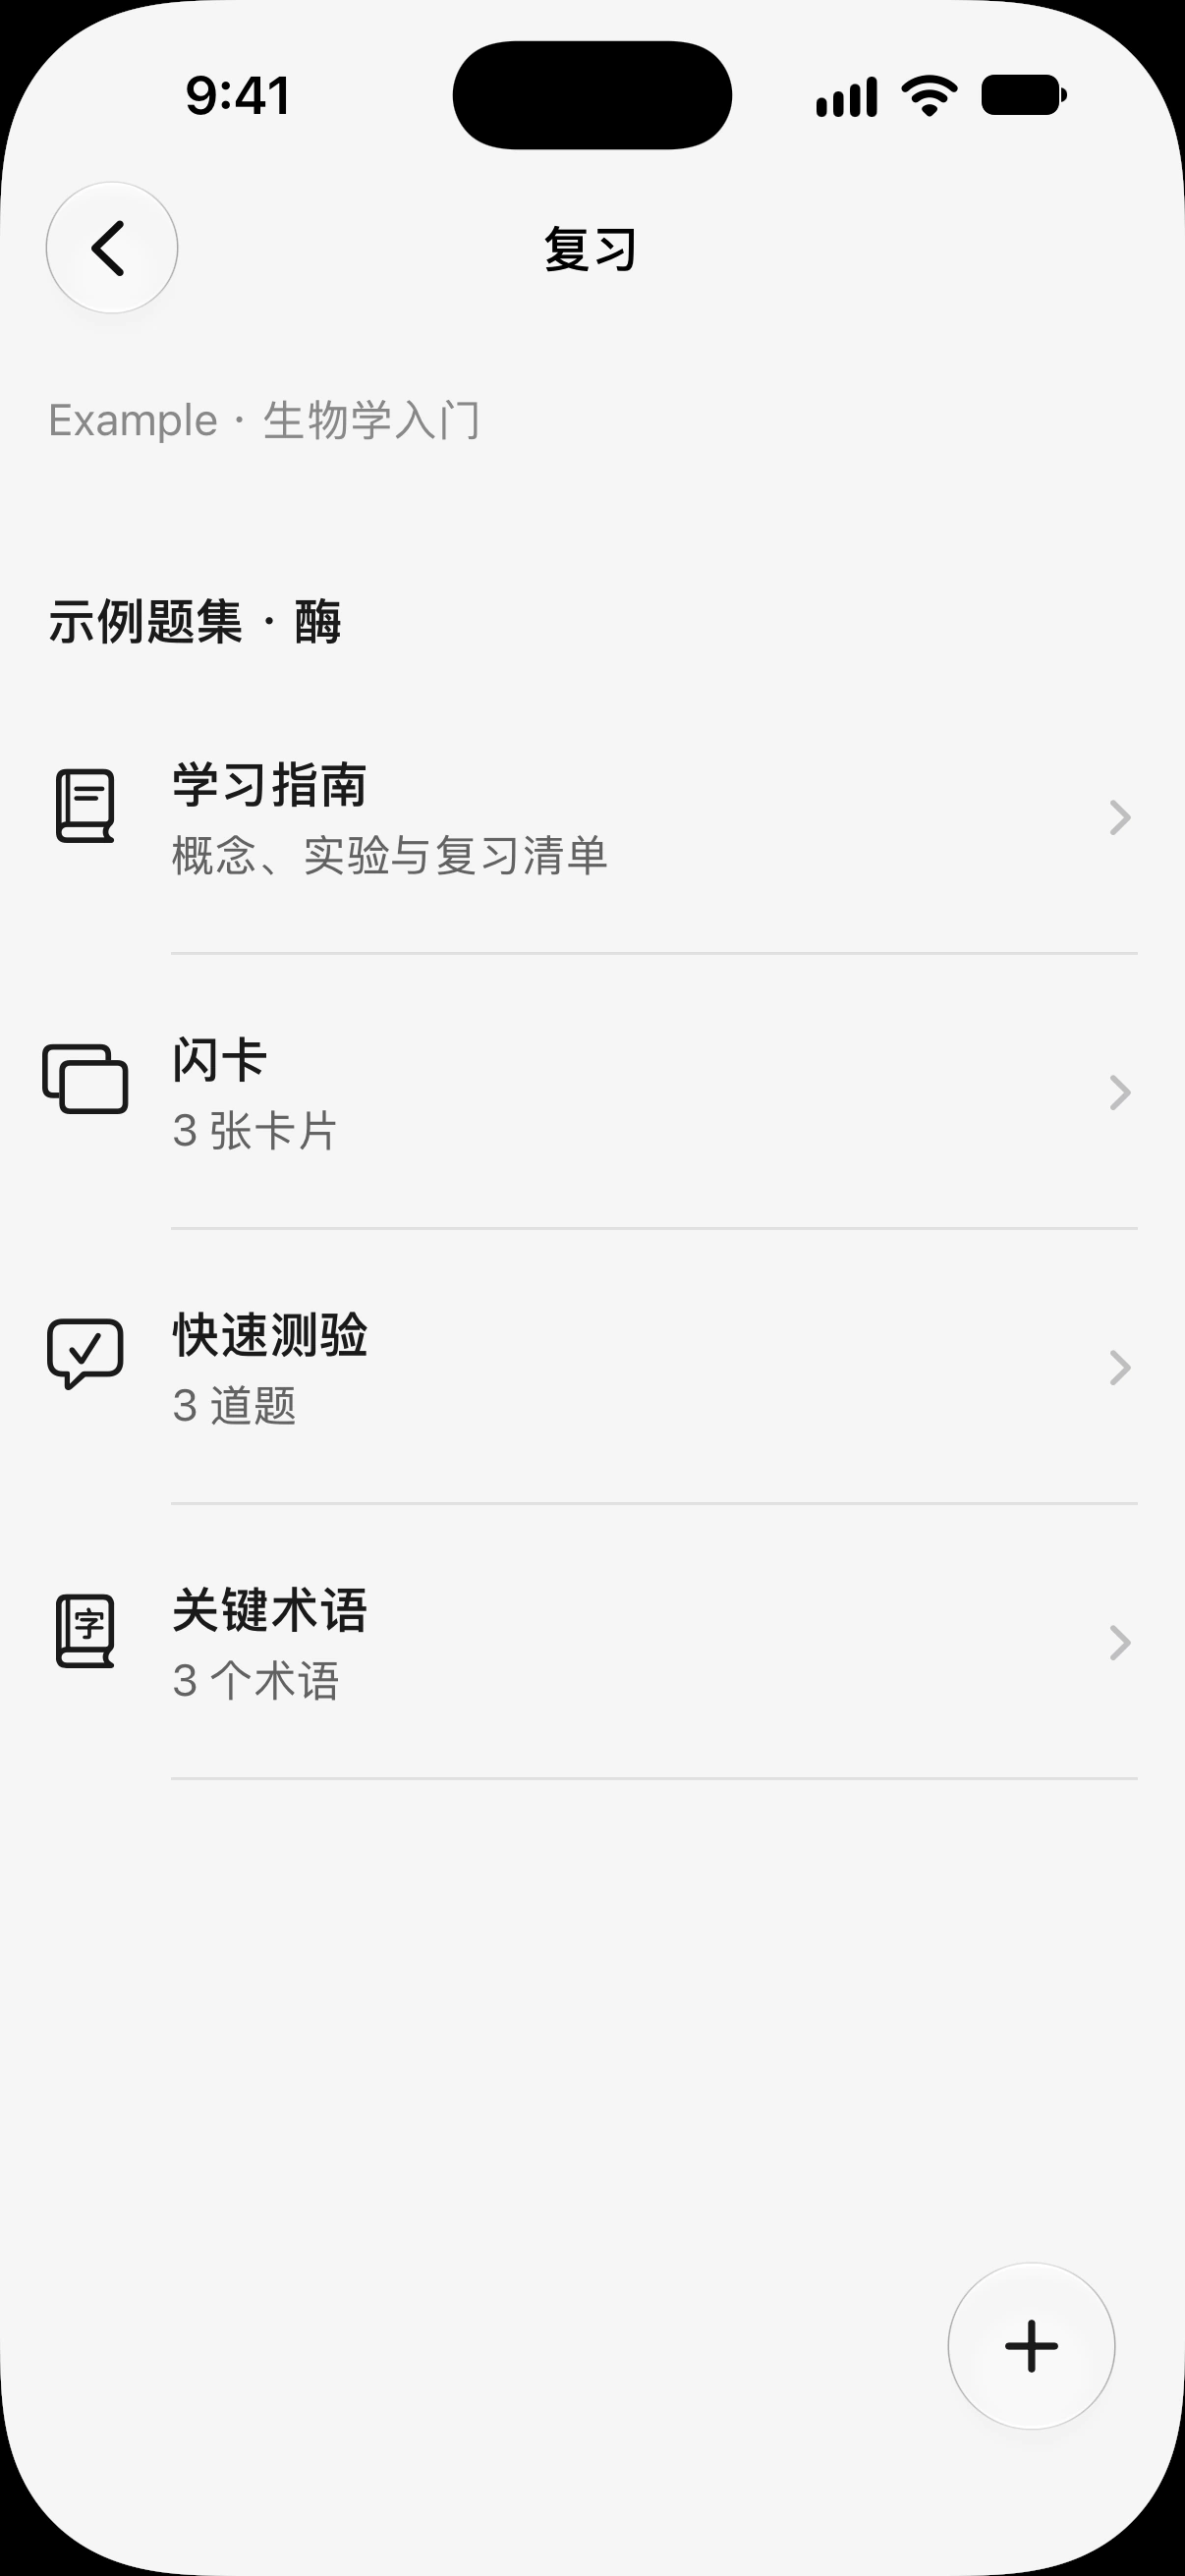 9:41
复习
Example · 生物学入门
示例题集 · 酶
学习指南
概念、实验与复习清单
闪卡
3 张卡片
快速测验
3 道题
字
关键术语
3 个术语